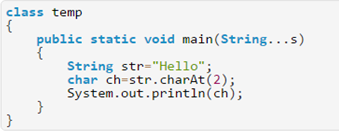 class temp
{
    public static void main(String...s)
    {
        String str="Hello";
        char ch=str.charAt(2);
        System.out.println(ch);
    }
}